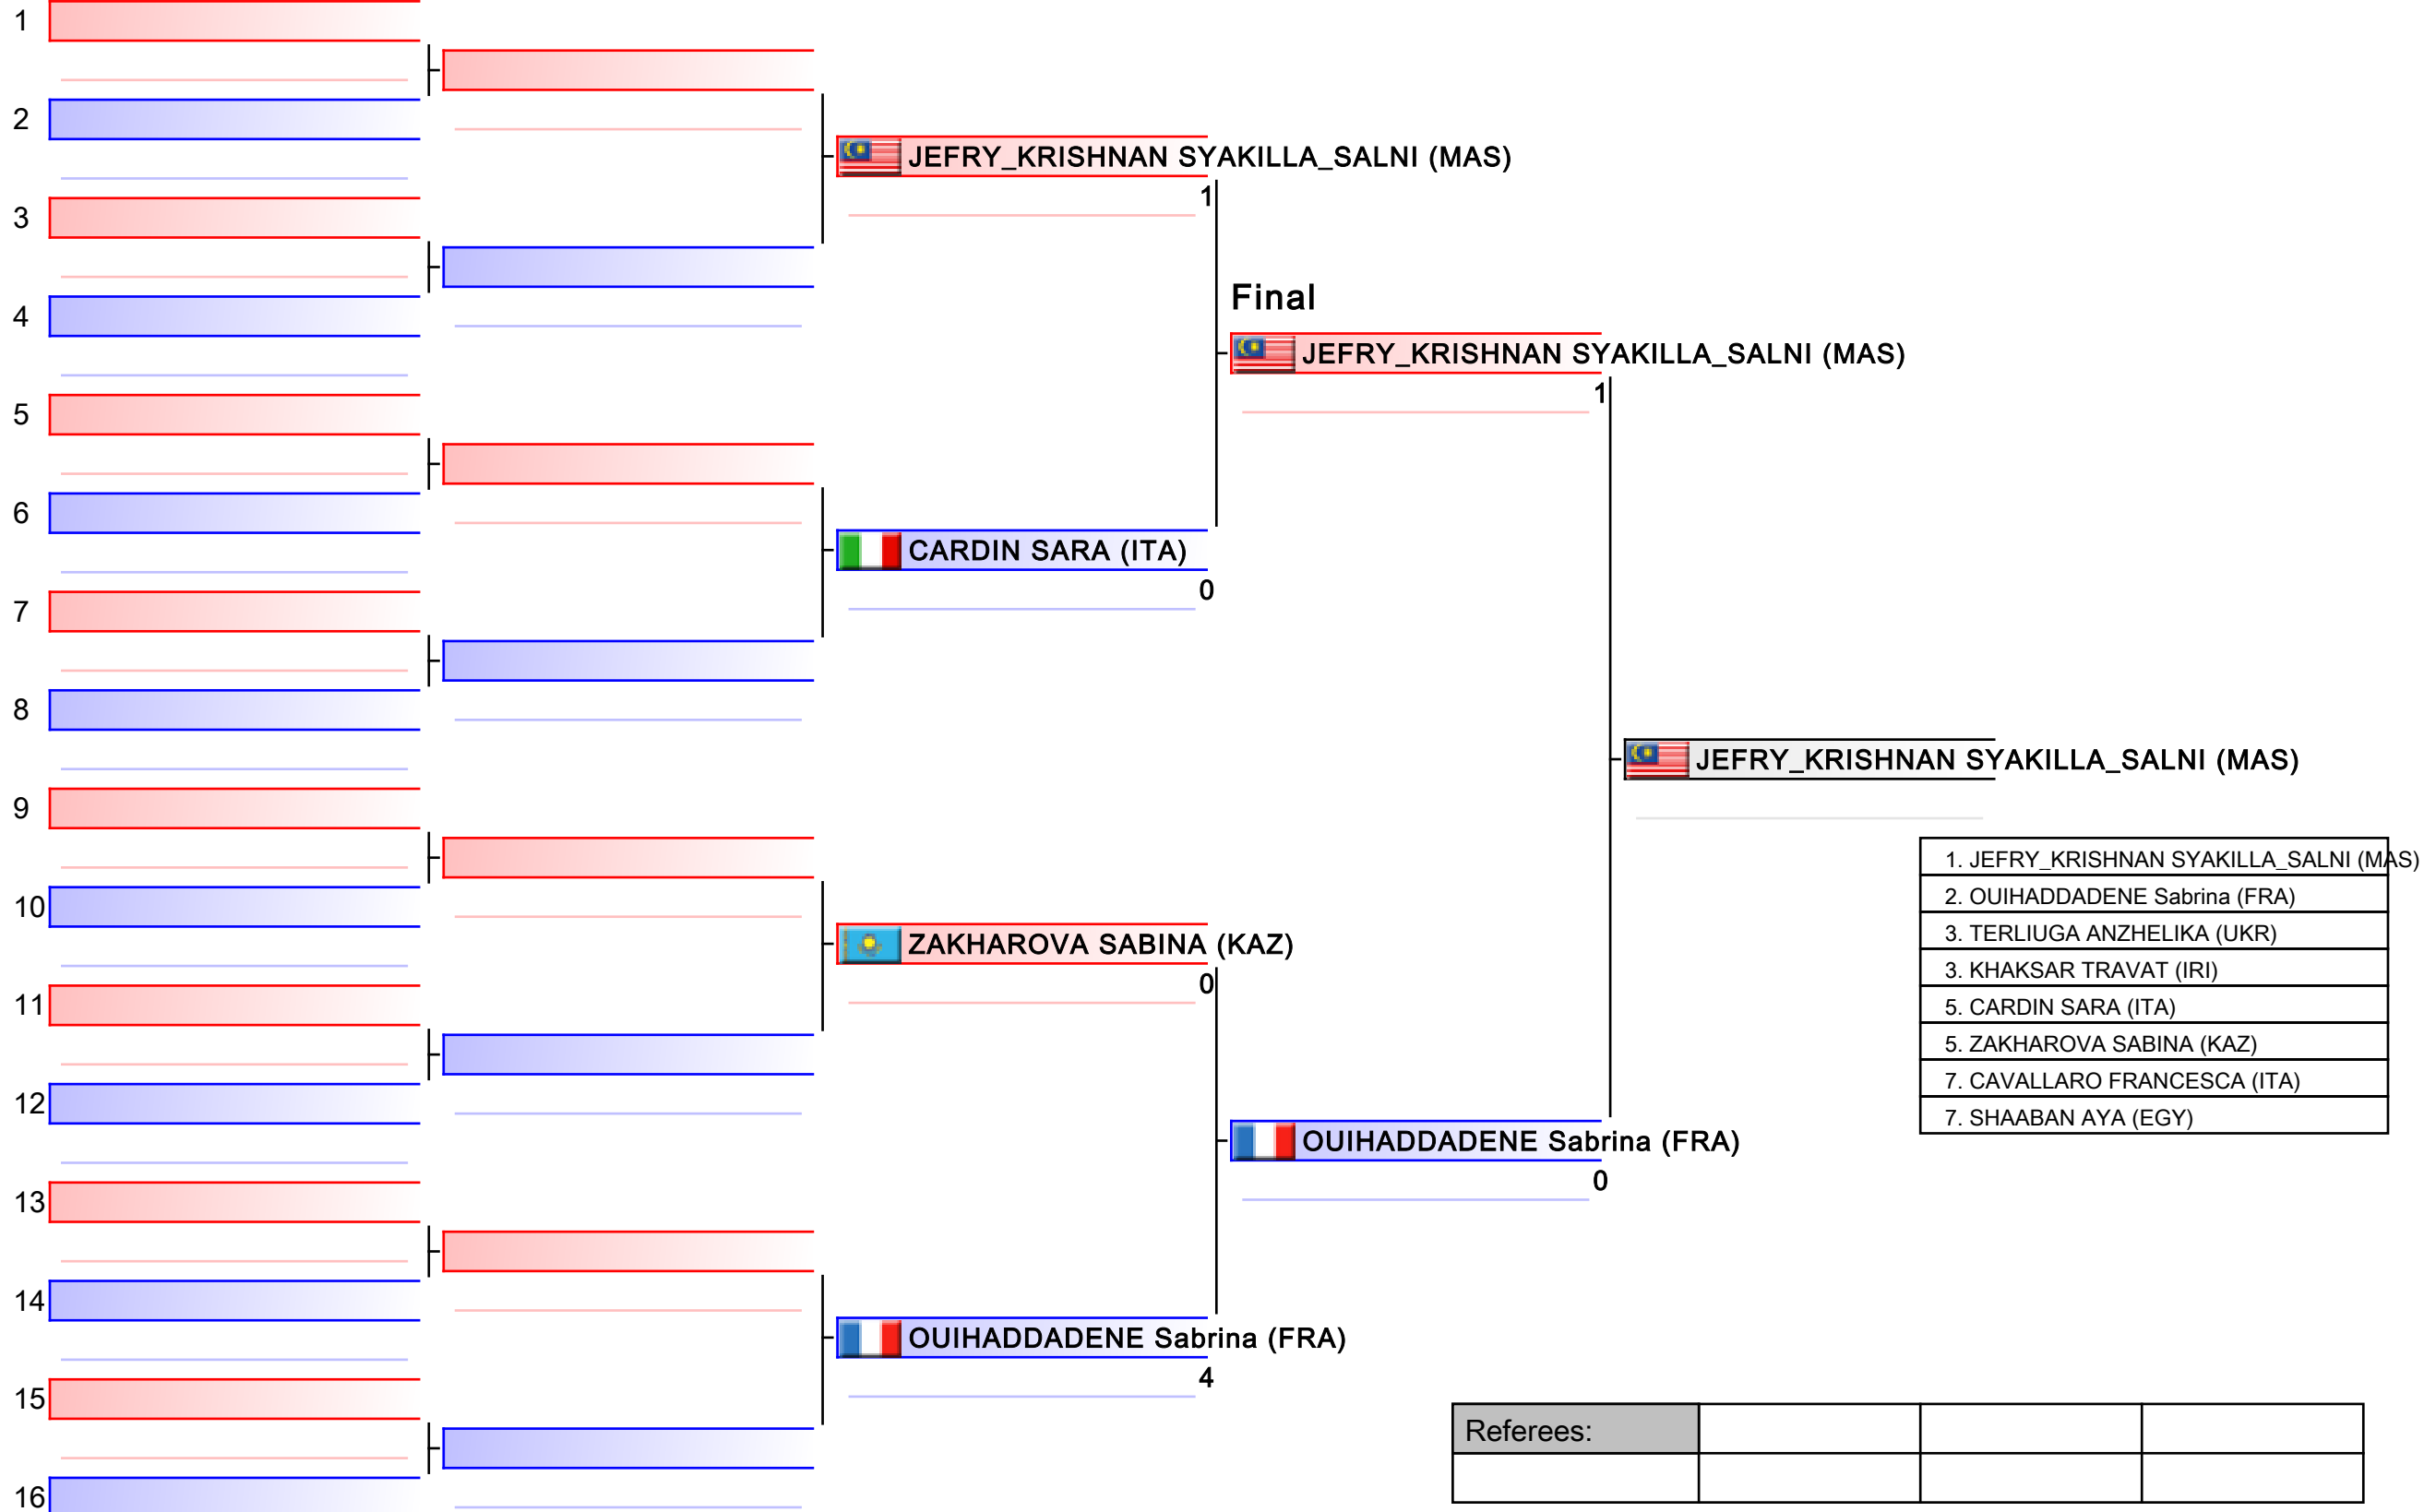 1
2
JEFRY_KRISHNAN SYAKILLA_SALNI (MAS)
1
3
Final
4
JEFRY_KRISHNAN SYAKILLA_SALNI (MAS)
1
5
6
CARDIN SARA (ITA)
0
7
8
JEFRY_KRISHNAN SYAKILLA_SALNI (MAS)
9
1. JEFRY_KRISHNAN SYAKILLA_SALNI (MAS)
2. OUIHADDADENE Sabrina (FRA)
3. TERLIUGA ANZHELIKA (UKR)
3. KHAKSAR TRAVAT (IRI)
5. CARDIN SARA (ITA)
5. ZAKHAROVA SABINA (KAZ)
7. CAVALLARO FRANCESCA (ITA)
7. SHAABAN AYA (EGY)
10
ZAKHAROVA SABINA (KAZ)
0
11
12
OUIHADDADENE Sabrina (FRA)
0
13
14
OUIHADDADENE Sabrina (FRA)
4
15
Referees:
16